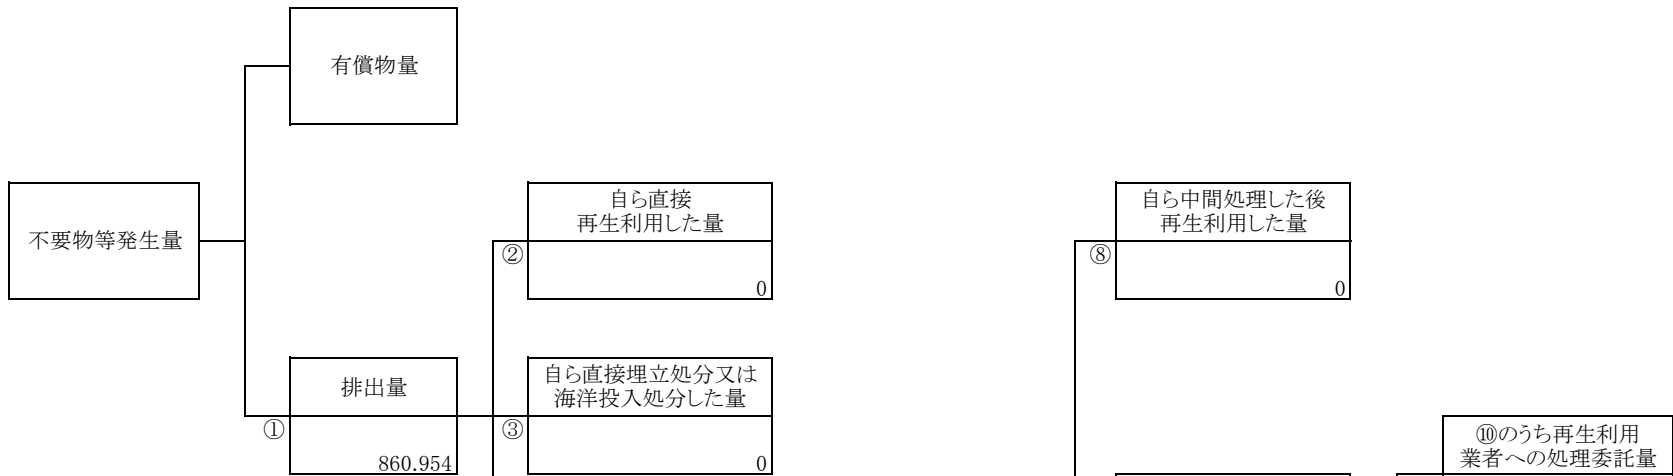 有償物量
不要物等発生量
自ら直接
再生利用した量
②
0
自ら中間処理した後
再生利用した量
⑧
0
排出量
①
860.954
自ら直接埋立処分又は
海洋投入処分した量
③
0
⑩のうち再生利用
業者への処理委託量